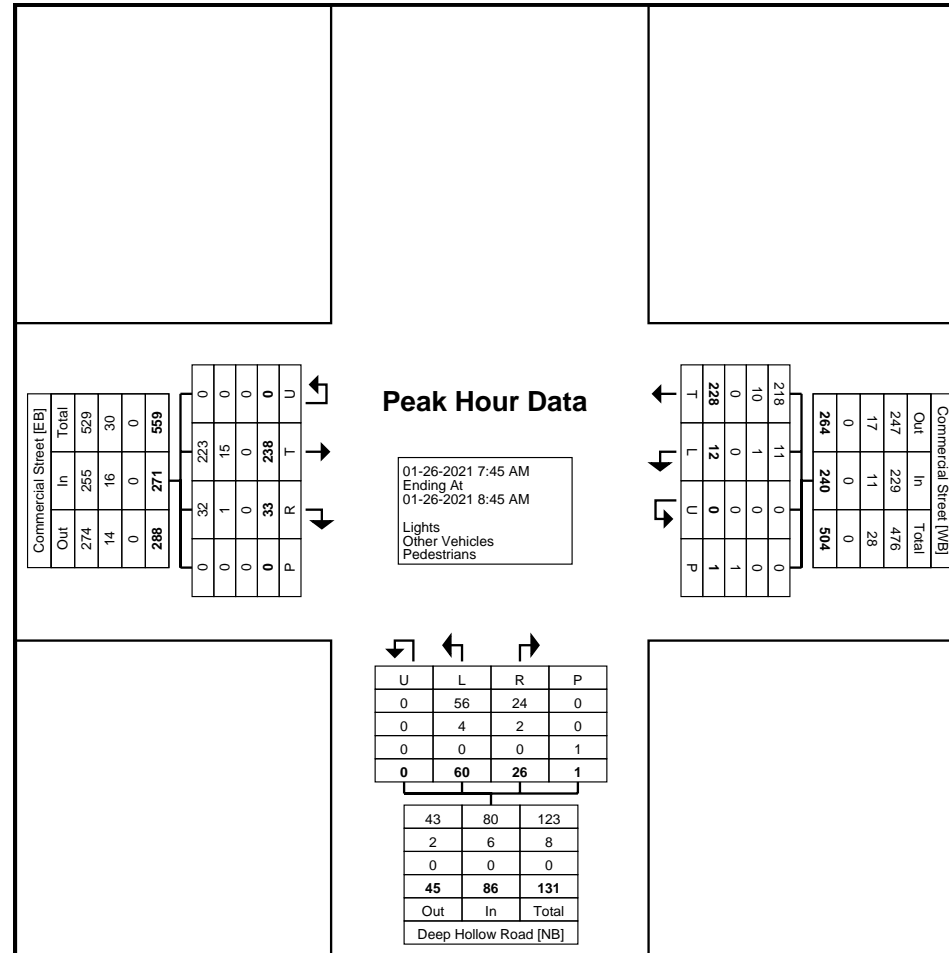 Commercial Street [EB]
Out In Total
274 255 529
14 16 30
0 0 0
288 271 559
0 32 223 0
0 1 15 0
0 0 0 0
0 33 238 0
P R T U
Peak Hour Data
01-26-2021 7:45 AM
Ending At
01-26-2021 8:45 AM
Lights
Other Vehicles
Pedestrians
Commercial Street [WB]
Out In Total
247 229 476
17 11 28
0 0 0
264 240 504
218 11 0 0
10 1 0 0
0 0 0 1
228 12 0 1
T L U P
U L R P
0 56 24 0
0 4 2 0
0 0 0 1
0 60 26 1
43 80 123
2 6 8
0 0 0
45 86 131
Out In Total
Deep Hollow Road [NB]